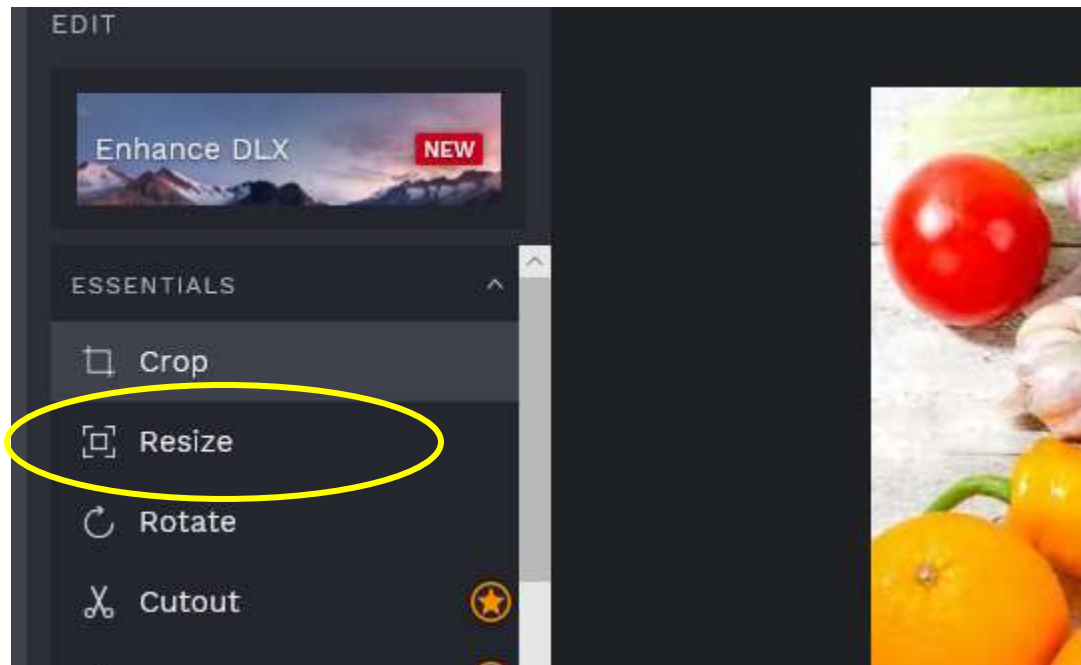 EDIT
Enhance DLX NEW
ESSENTIALS
Crop
Resize
Rotate
Cutout